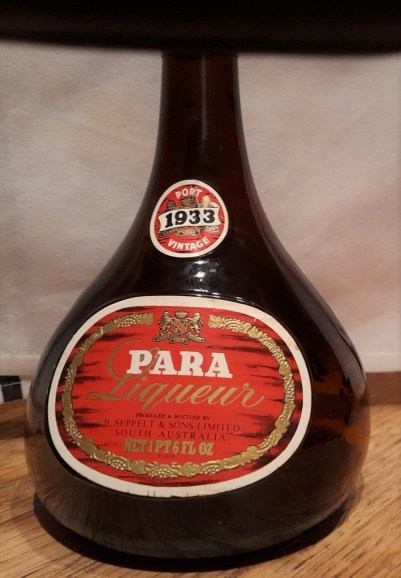 PORT
1933
VINTAGE
PARA
Liqueur
PRODUCED & BOTTLED BY
B. SEPPELT & SONS LIMITED
SOUTH AUSTRALIA
NET 1 PT 6 FL OZ